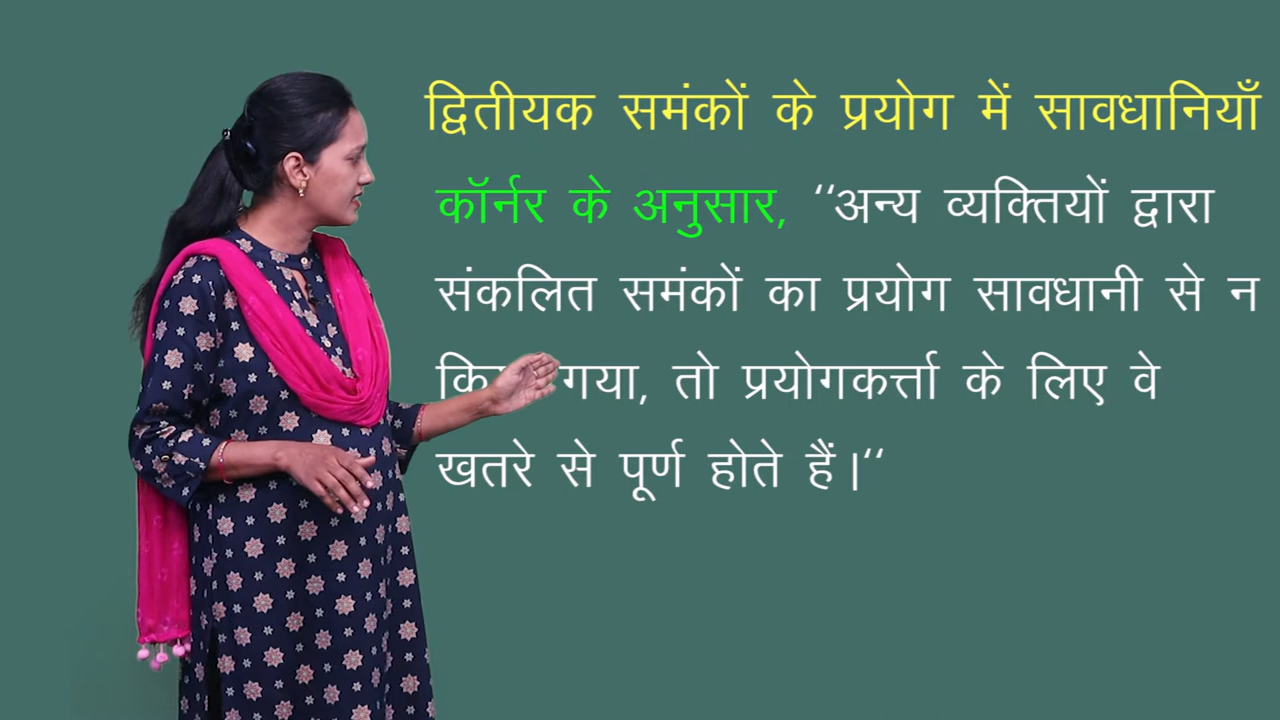 द्वितीयक समंकों के प्रयोग में सावधानियाँ
कॉर्नर के अनुसार, ‘‘अन्य व्यक्तियों द्वारा
संकलित समंकों का प्रयोग सावधानी से न
गया, तो प्रयोगकर्त्ता के लिए वे
खतरे से पूर्ण होते हैं।‘‘